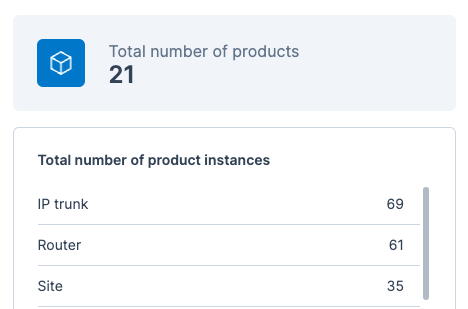 Total number of products
21
Total number of product instances
IP trunk 69
Router 61
Site 35